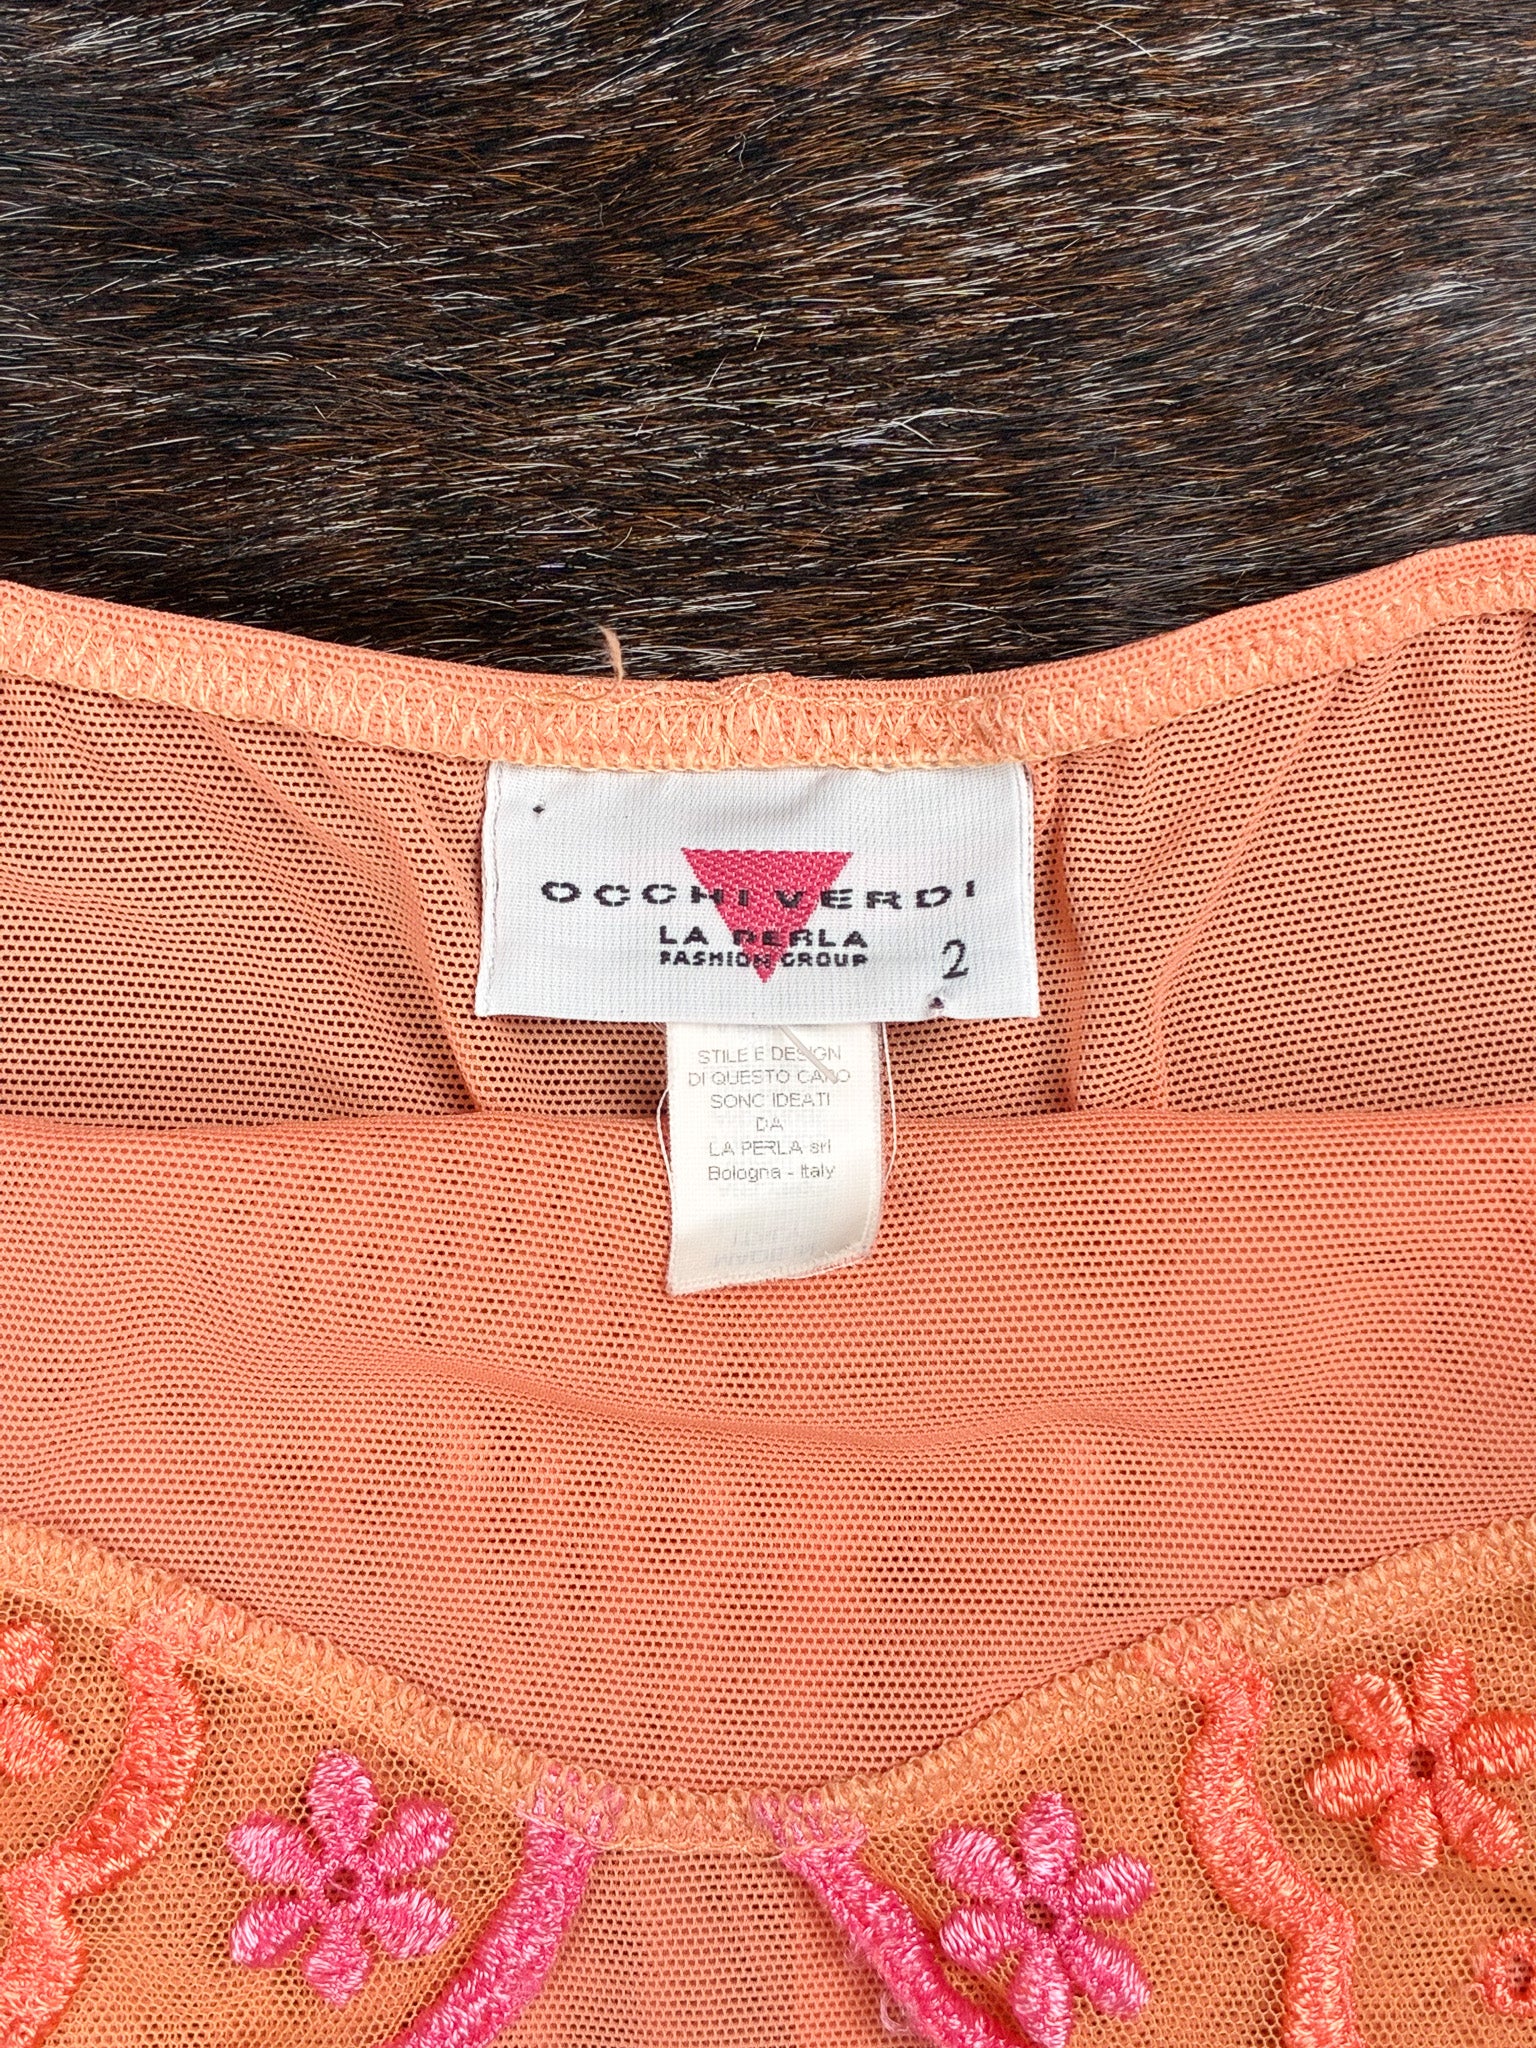 OCCHI VERDI
LA PERLA
FASHION GROUP
2
STILE E DESIGN
DI QUESTO CAPO
SONO IDEATI
DA
LA PERLA srl
Bologna - Italy